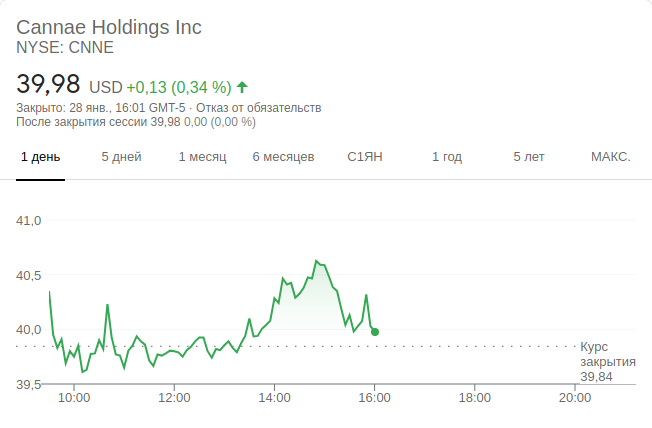 Cannae Holdings Inc
NYSE: CNNE
39,98 USD +0,13 (0,34 %)
Закрыто: 28 янв., 16:01 GMT-5 · Отказ от обязательств
После закрытия сессии 39,98 0,00 (0,00 %)
1 день 5 дней 1 месяц 6 месяцев С1ЯН 1 год 5 лет МАКС.
41,0
40,5
40,0
Курс
закрытия
39,84
39,5
10:00 12:00 14:00 16:00 18:00 20:00